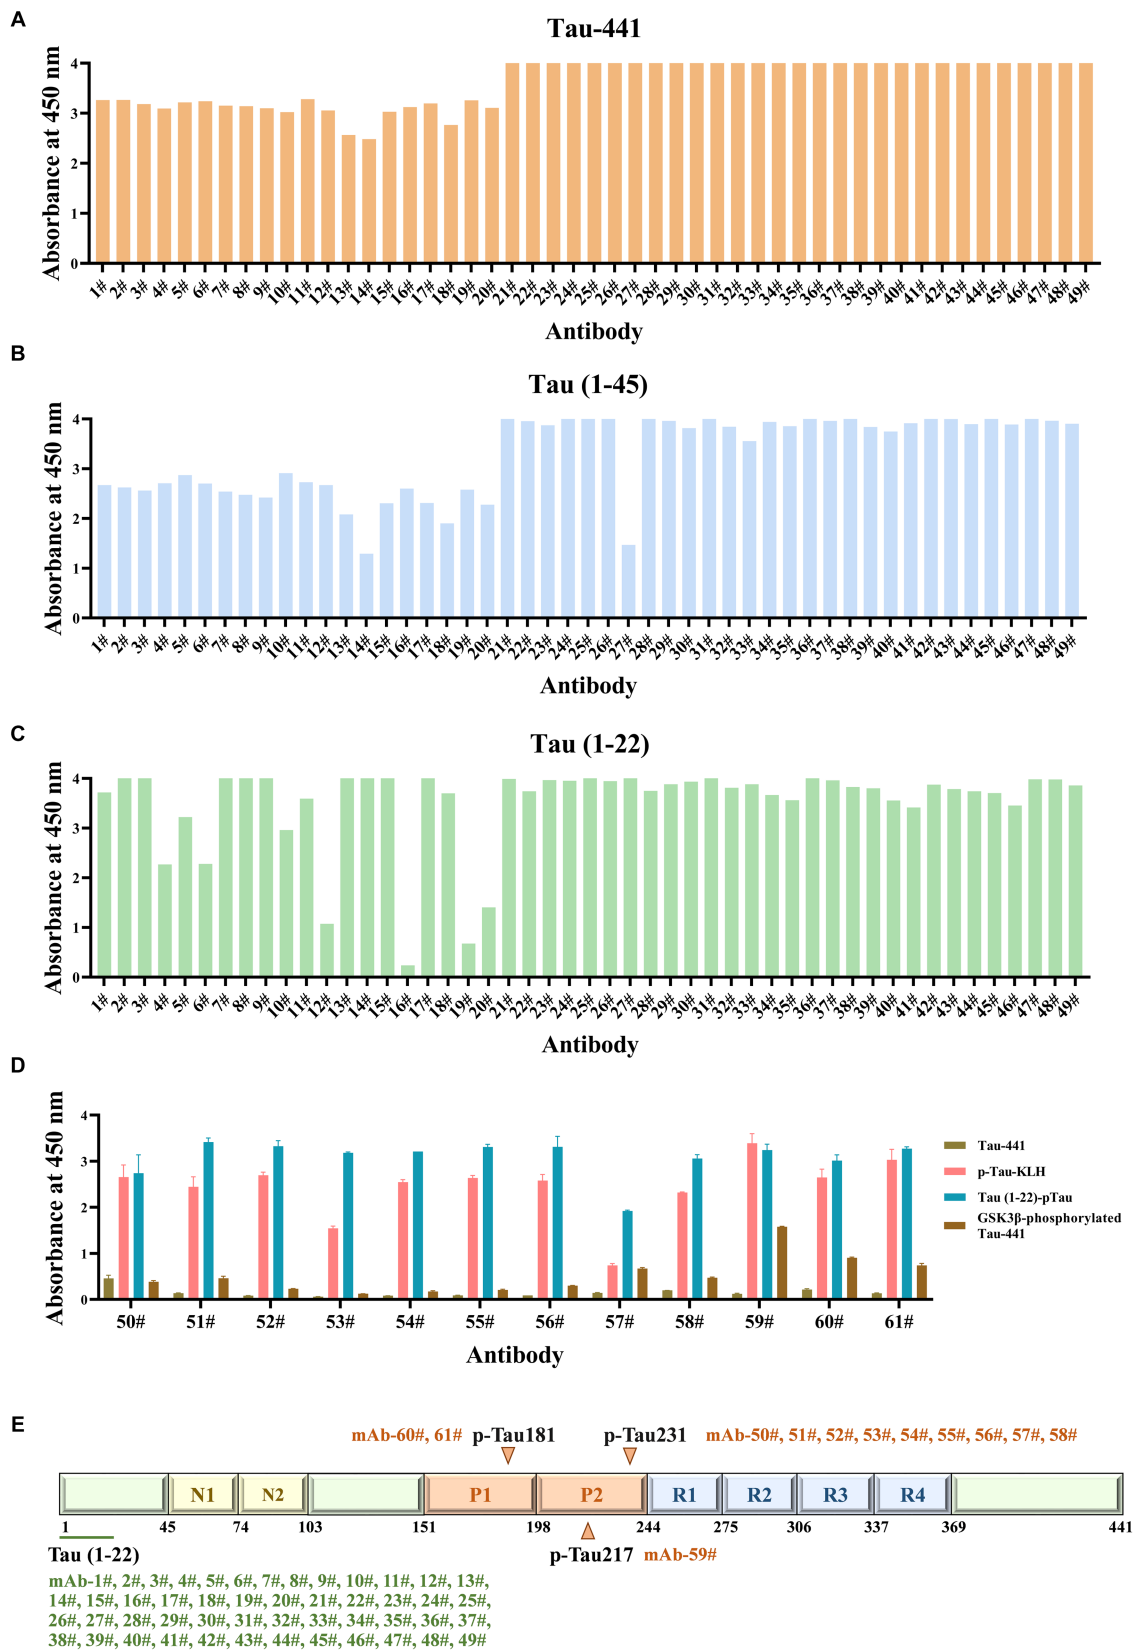 A
Tau-441
Absorbance at 450 nm
4
3
2
1
0
1# 2# 3# 4# 5# 6# 7# 8# 9# 10# 11# 12# 13# 14# 15# 16# 17# 18# 19# 20# 21# 22# 23# 24# 25# 26# 27# 28# 29# 30# 31# 32# 33# 34# 35# 36# 37# 38# 39# 40# 41# 42# 43# 44# 45# 46# 47# 48# 49#
Antibody
B
Tau (1-45)
Absorbance at 450 nm
4
3
2
1
0
1# 2# 3# 4# 5# 6# 7# 8# 9# 10# 11# 12# 13# 14# 15# 16# 17# 18# 19# 20# 21# 22# 23# 24# 25# 26# 27# 28# 29# 30# 31# 32# 33# 34# 35# 36# 37# 38# 39# 40# 41# 42# 43# 44# 45# 46# 47# 48# 49#
Antibody
C
Tau (1-22)
Absorbance at 450 nm
4
3
2
1
0
1# 2# 3# 4# 5# 6# 7# 8# 9# 10# 11# 12# 13# 14# 15# 16# 17# 18# 19# 20# 21# 22# 23# 24# 25# 26# 27# 28# 29# 30# 31# 32# 33# 34# 35# 36# 37# 38# 39# 40# 41# 42# 43# 44# 45# 46# 47# 48# 49#
Antibody
D
Absorbance at 450 nm
4
3
2
1
0
50# 51# 52# 53# 54# 55# 56# 57# 58# 59# 60# 61#
Antibody
Tau-441
p-Tau-KLH
Tau (1-22)-pTau
GSK3β-phosphorylated
Tau-441
E
mAb-60#, 61# p-Tau181 p-Tau231 mAb-50#, 51#, 52#, 53#, 54#, 55#, 56#, 57#, 58#
N1 N2 P1 P2 R1 R2 R3 R4
1 45 74 103 151 198 244 275 306 337 369 441
Tau (1-22)
p-Tau217 mAb-59#
mAb-1#, 2#, 3#, 4#, 5#, 6#, 7#, 8#, 9#, 10#, 11#, 12#, 13#,
14#, 15#, 16#, 17#, 18#, 19#, 20#, 21#, 22#, 23#, 24#, 25#,
26#, 27#, 28#, 29#, 30#, 31#, 32#, 33#, 34#, 35#, 36#, 37#,
38#, 39#, 40#, 41#, 42#, 43#, 44#, 45#, 46#, 47#, 48#, 49#